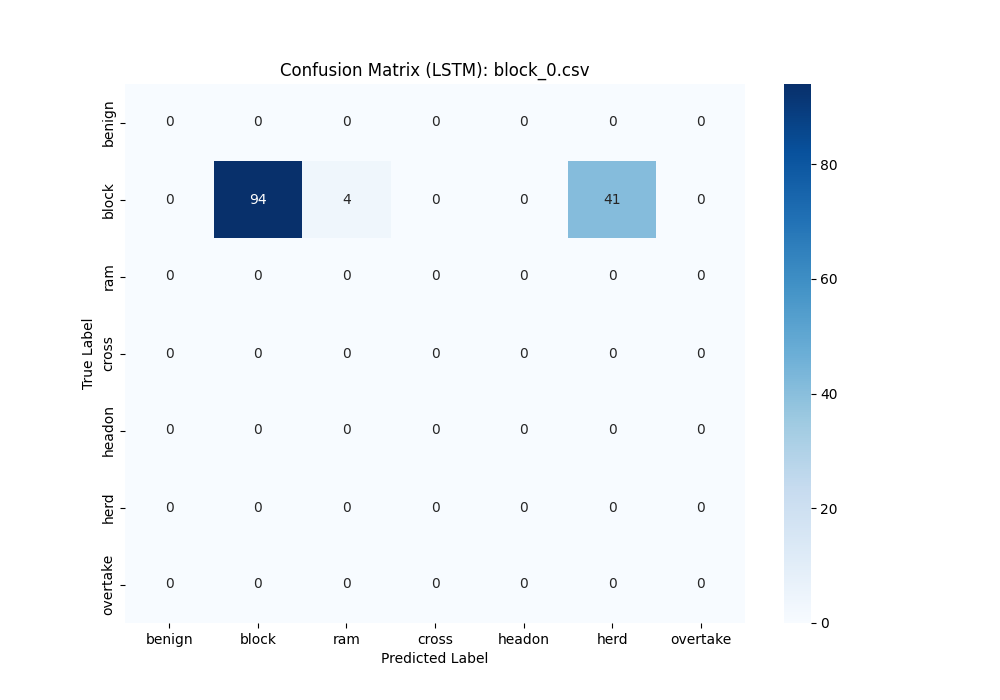 Confusion Matrix (LSTM): block_0.csv
True Label
benign 0 0 0 0 0 0 0
block 0 94 4 0 0 41 0
ram 0 0 0 0 0 0 0
cross 0 0 0 0 0 0 0
headon 0 0 0 0 0 0 0
herd 0 0 0 0 0 0 0
overtake 0 0 0 0 0 0 0
benign block ram cross headon herd overtake
Predicted Label
80
60
40
20
0